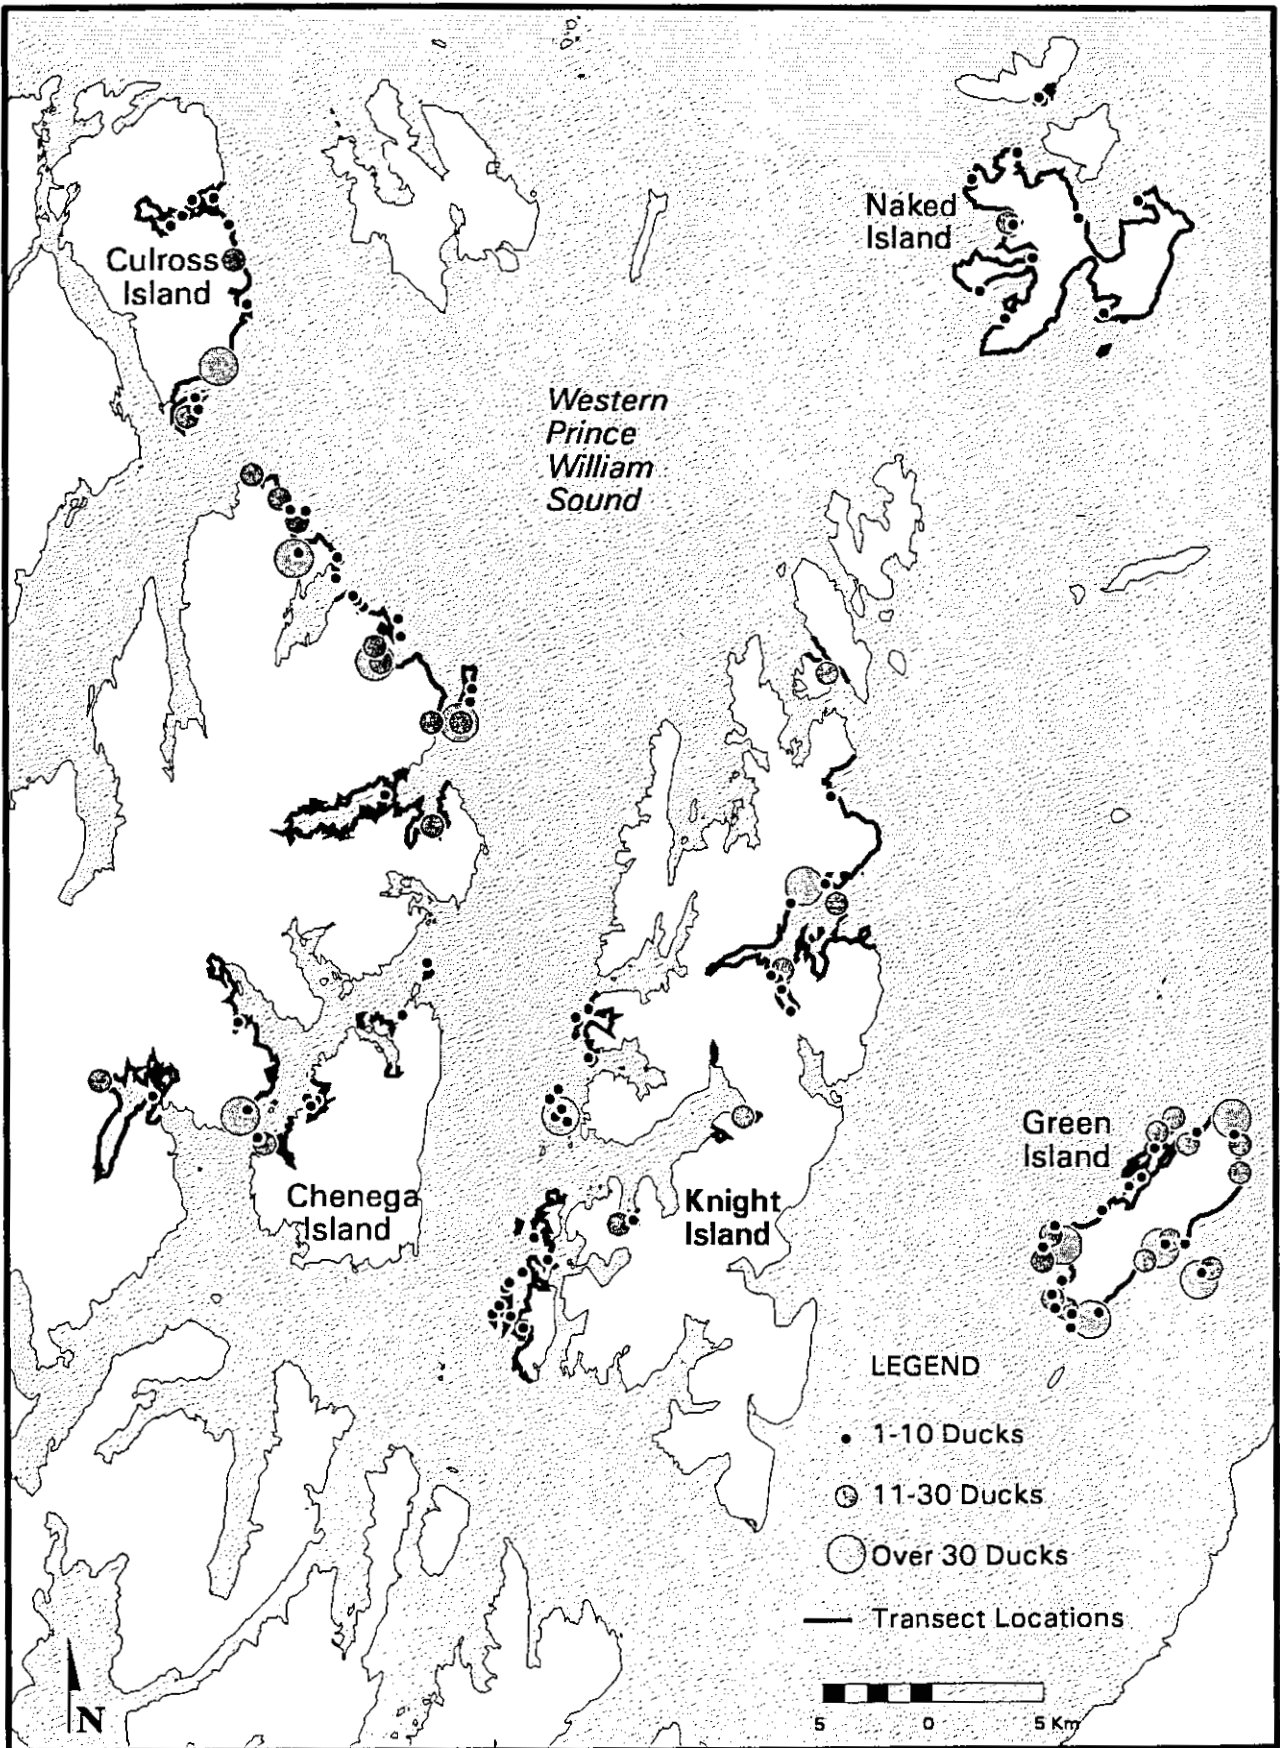 Naked
Island
Culross
Island
Western
Prince
William
Sound
Green
Island
Chenega
Island
Knight
Island
LEGEND
1-10 Ducks
11-30 Ducks
Over 30 Ducks
Transect Locations
N
5 0 5 Km